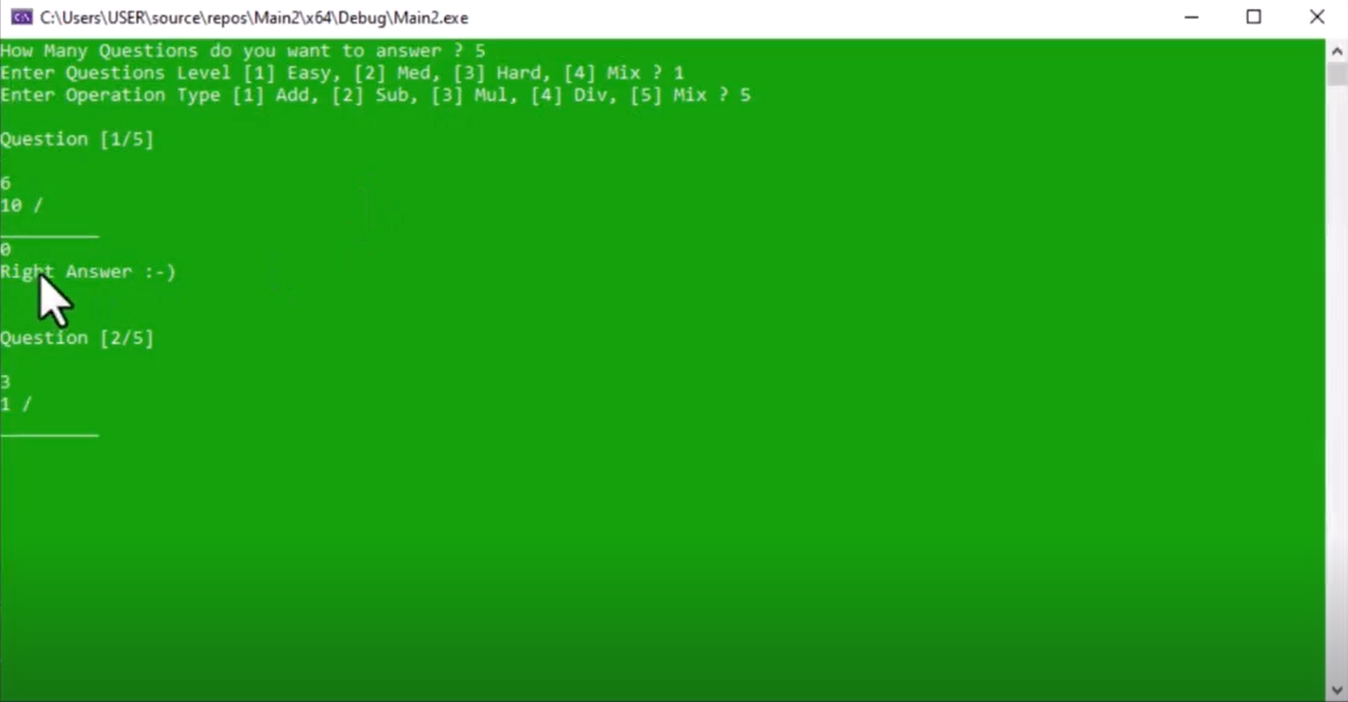 C:\Users\USER\source\repos\Main2\x64\Debug\Main2.exe
How Many Questions do you want to answer ? 5
Enter Questions Level [1] Easy, [2] Med, [3] Hard, [4] Mix ? 1
Enter Operation Type [1] Add, [2] Sub, [3] Mul, [4] Div, [5] Mix ? 5
Question [1/5]
6
10 /
_________
0
Right Answer :-)
Question [2/5]
3
1 /
_________